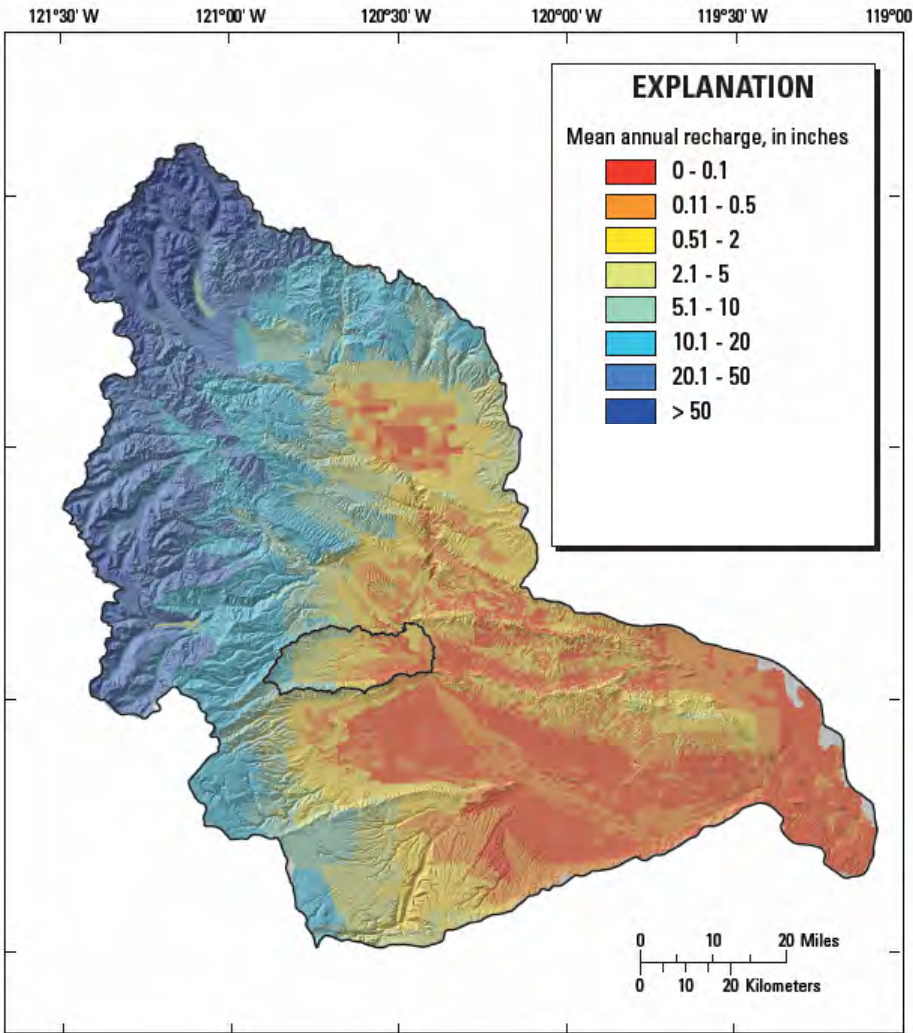 121°30' W 121°00' 120°30' 120°00' 119°30' 119°00
EXPLANATION
Mean annual recharge, in inches
0 - 0.1
0.11 - 0.5
0.51 - 2
2.1 - 5
5.1 - 10
10.1 - 20
20.1 - 50
> 50
0 10 20 Miles
0 10 20 Kilometers